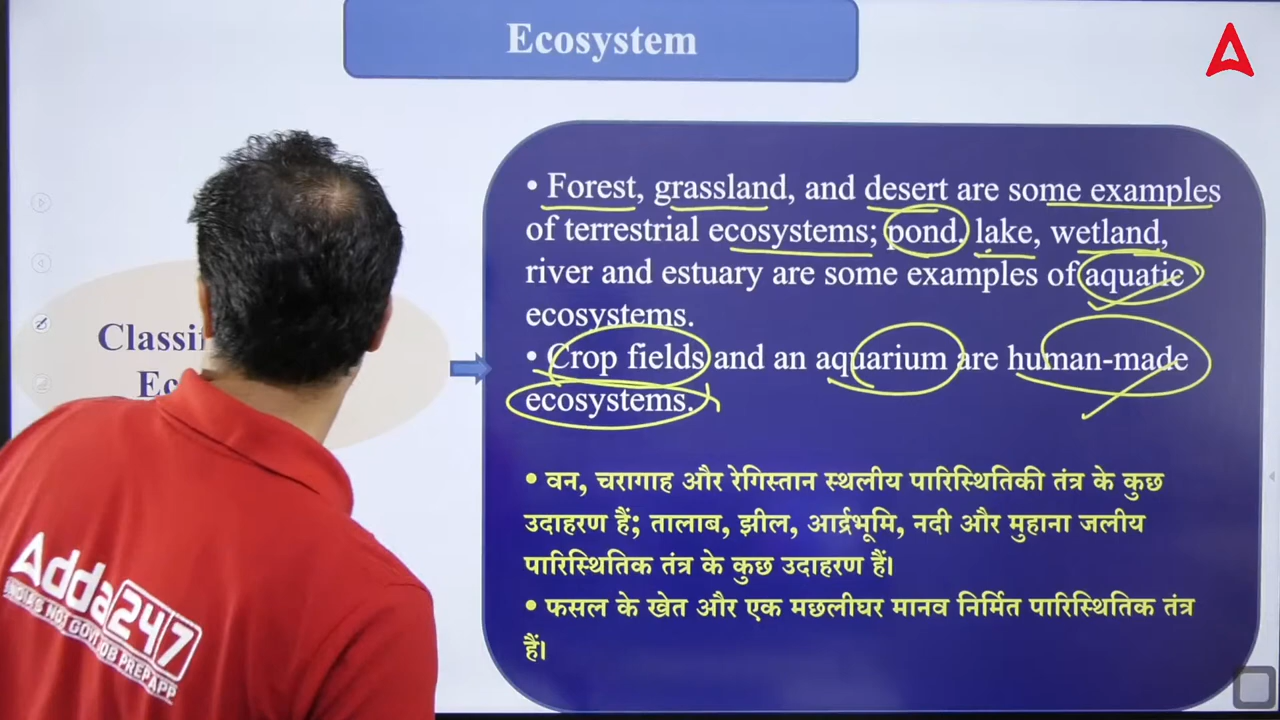 Ecosystem
• Forest, grassland, and desert are some examples
of terrestrial ecosystems; pond, lake, wetland,
river and estuary are some examples of aquatic
ecosystems.
• Crop fields and an aquarium are human-made
ecosystems.
• वन, चरागाह और रेगिस्तान स्थलीय पारिस्थितिकी तंत्र के कुछ
उदाहरण हैं; तालाब, झील, आर्द्रभूमि, नदी और मुहाना जलीय
पारिस्थितिक तंत्र के कुछ उदाहरण हैं।
• फसल के खेत और एक मछलीघर मानव निर्मित पारिस्थितिक तंत्र
हैं।
Adda247